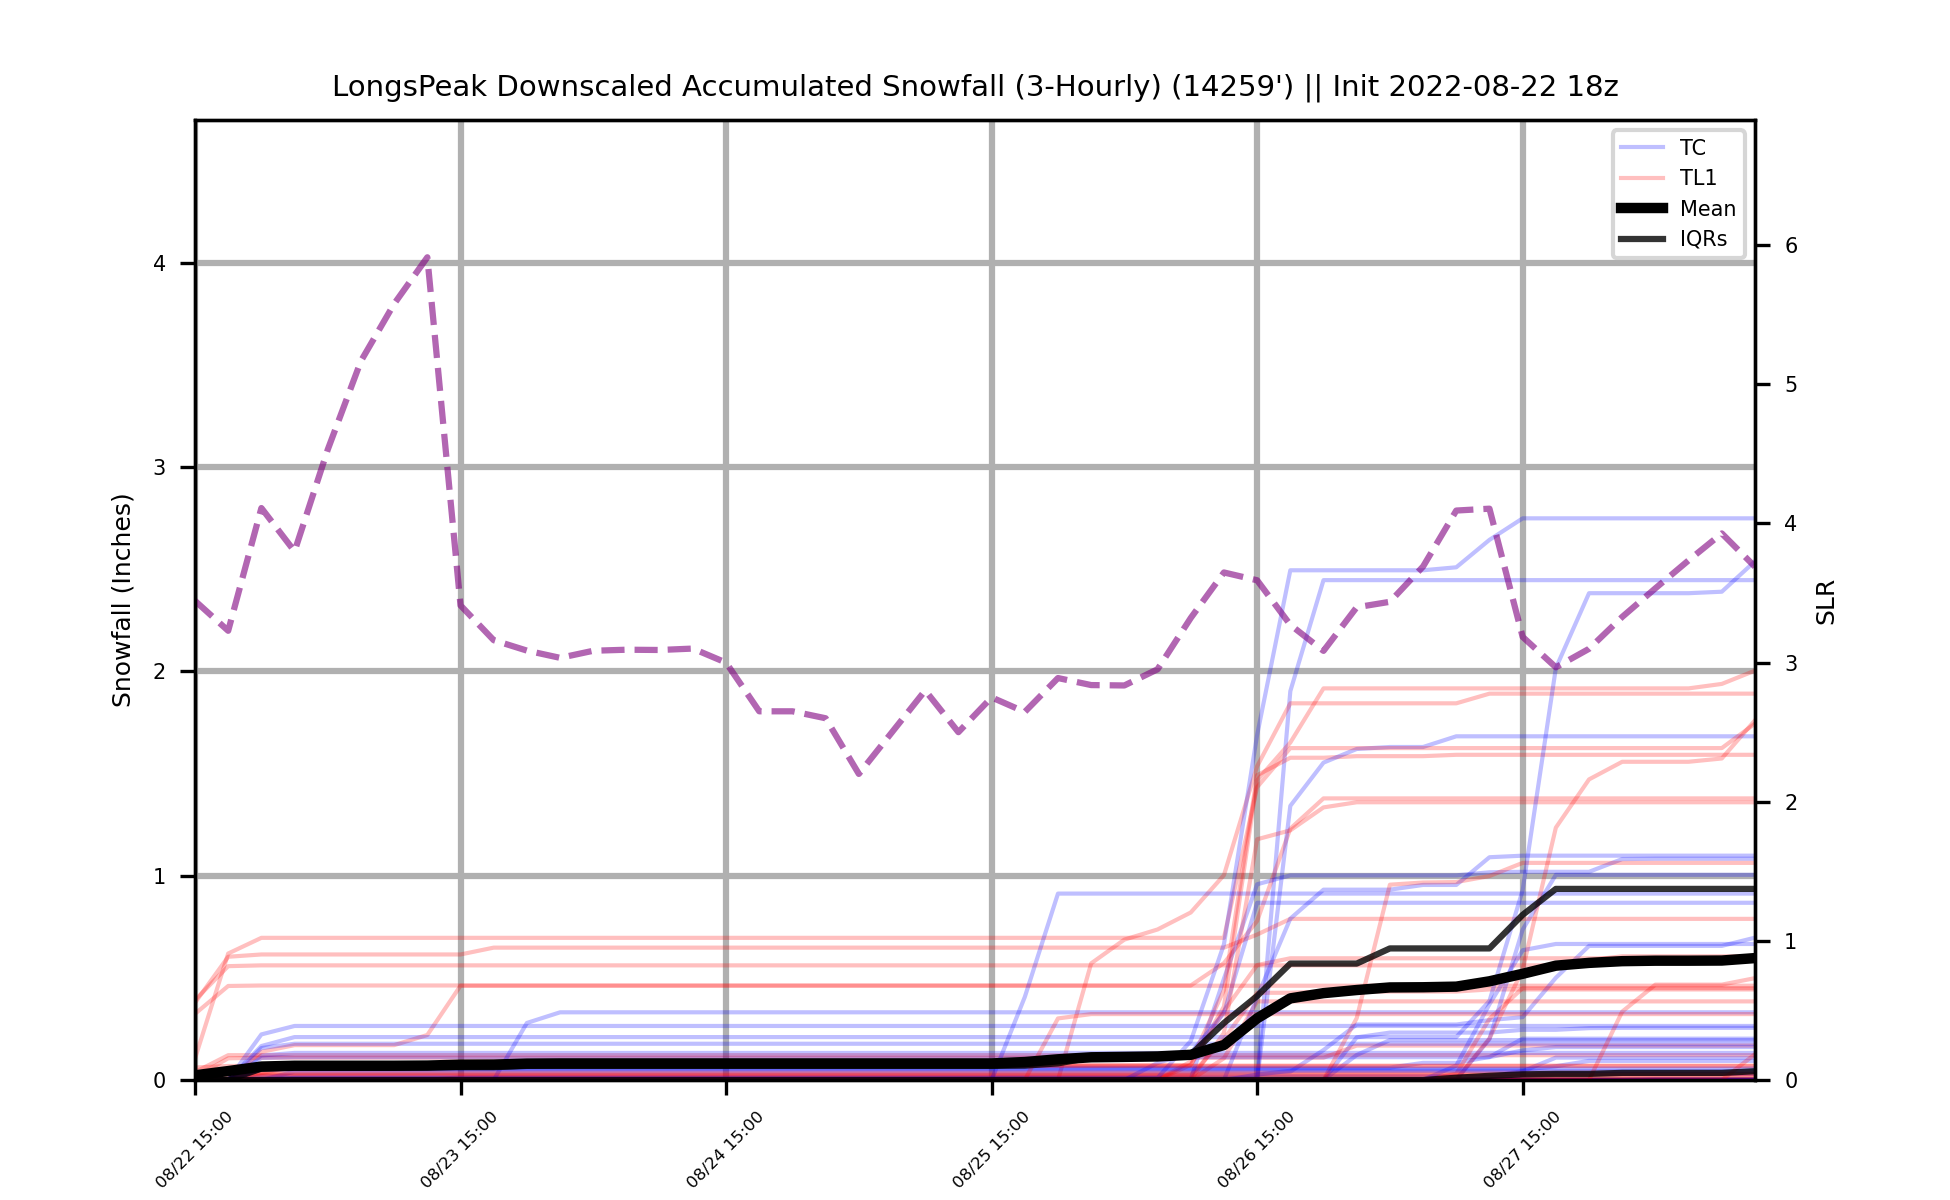 LongsPeak Downscaled Accumulated Snowfall (3-Hourly) (14259') || Init 2022-08-22 18z
TC
TL1
Mean
IQRs
Snowfall (Inches)
4
3
2
1
0
6
5
4
3
2
1
0
SLR
08/22 15:00
08/23 15:00
08/24 15:00
08/25 15:00
08/26 15:00
08/27 15:00